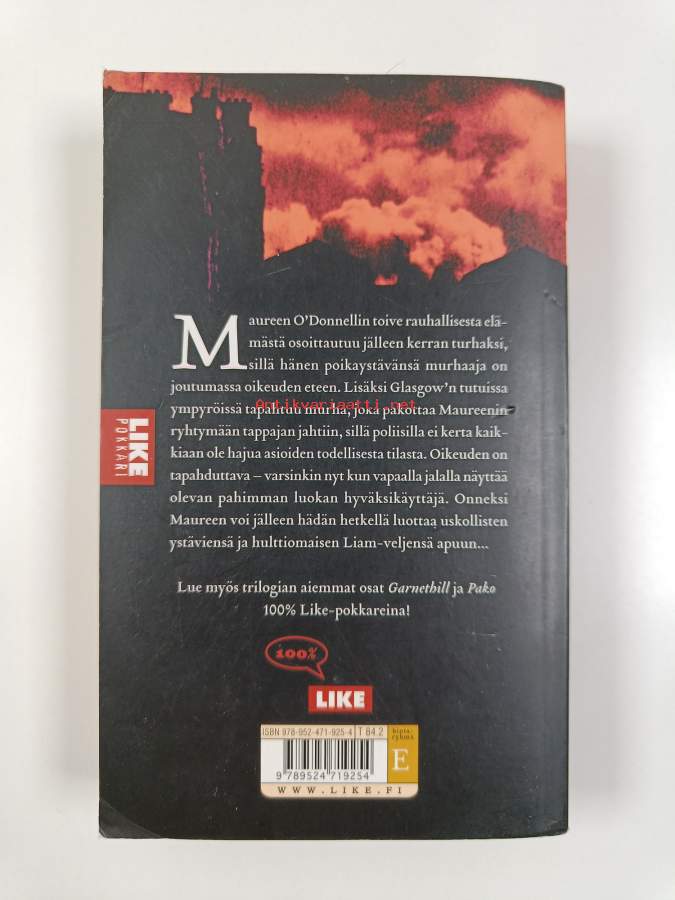 Maureen O'Donnellin toive rauhallisesta elä-
mästä osoittautuu jälleen kerran turhaksi,
sillä hänen poikaystävänsä murhaaja on
joutumassa oikeuden eteen. Lisäksi Glasgow'n tutuissa
ympyröissä tapahtuu murha, joka pakottaa Maureenin
ryhtymään tappajan jahtiin, sillä poliisilla ei kerta kaik-
kiaan ole hajua asioiden todellisesta tilasta. Oikeuden on
tapahduttava – varsinkin nyt kun vapaalla jalalla näyttää
olevan pahimman luokan hyväksikäyttäjä. Onneksi
Maureen voi jälleen hädän hetkellä luottaa uskollisten
ystäviensä ja hulttiomaisen Liam-veljensä apuun...
Antikvariaatti.net
LIKE
POKKARI
Lue myös trilogian aiemmat osat Garnethill ja Pako
100% Like-pokkareina!
100%
LIKE
ISBN 978-952-471-925-4 T 84.2
hinta-
ryhmä
E
9 789524 719254
WWW.LIKE.FI